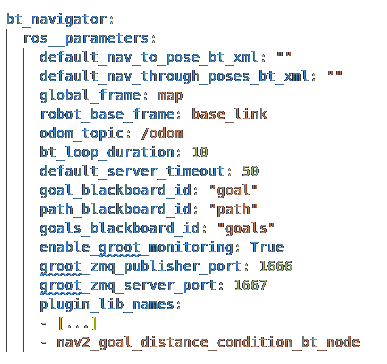 bt_navigator:
ros__parameters:
default_nav_to_pose_bt_xml: ""
default_nav_through_poses_bt_xml: ""
global_frame: map
robot_base_frame: base_link
odom_topic: /odom
bt_loop_duration: 10
default_server_timeout: 50
goal_blackboard_id: "goal"
path_blackboard_id: "path"
goals_blackboard_id: "goals"
enable_groot_monitoring: True
groot_zmq_publisher_port: 1666
groot_zmq_server_port: 1667
plugin_lib_names:
- [...]
- nav2_goal_distance_condition_bt_node